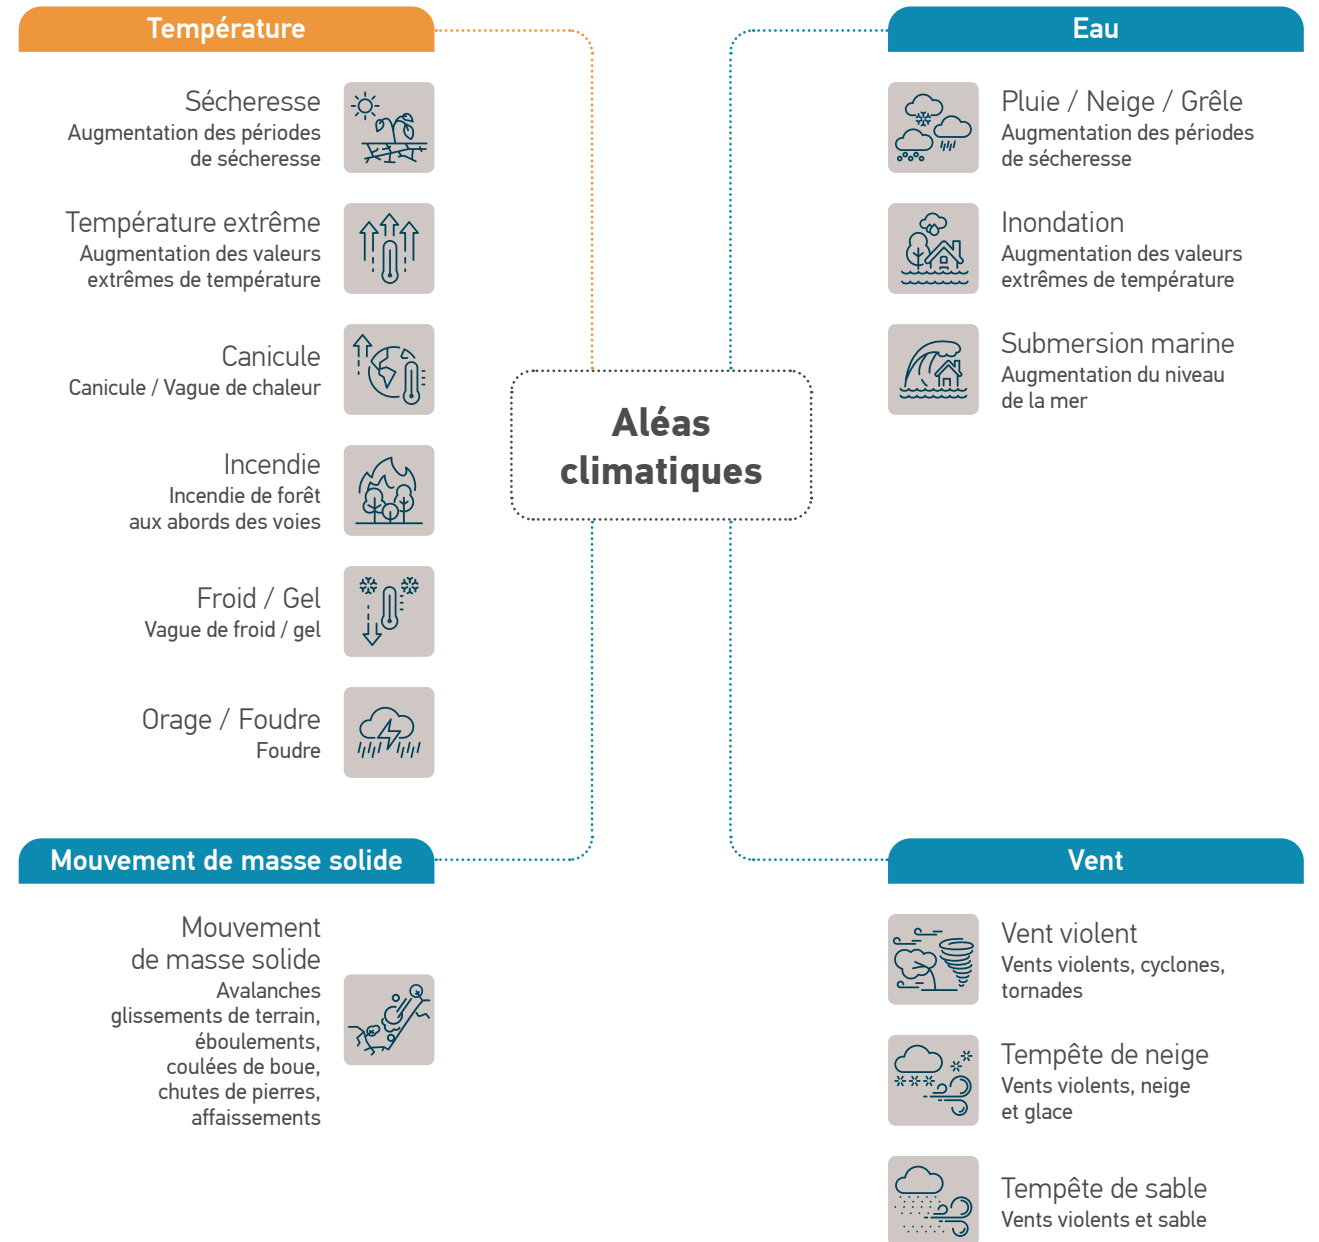 Température
Sécheresse
Augmentation des périodes
de sécheresse
Température extrême
Augmentation des valeurs
extrêmes de température
Canicule
Canicule / Vague de chaleur
Incendie
Incendie de forêt
aux abords des voies
Froid / Gel
Vague de froid / gel
Orage / Foudre
Foudre
Eau
Pluie / Neige / Grêle
Augmentation des périodes
de sécheresse
Inondation
Augmentation des valeurs
extrêmes de température
Submersion marine
Augmentation du niveau
de la mer
Aléas
climatiques
Mouvement de masse solide
Mouvement
de masse solide
Avalanches
glissements de terrain,
éboulements,
coulées de boue,
chutes de pierres,
affaissements
Vent
Vent violent
Vents violents, cyclones,
tornades
Tempête de neige
Vents violents, neige
et glace
Tempête de sable
Vents violents et sable